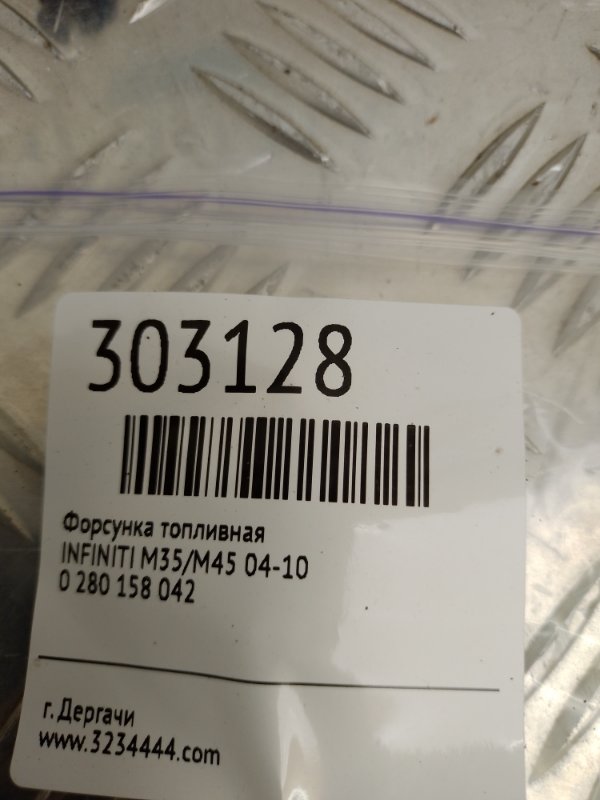 303128
Форсунка топливная
INFINITI M35/M45 04-10
0 280 158 042
г. Дергачи
www.3234444.com